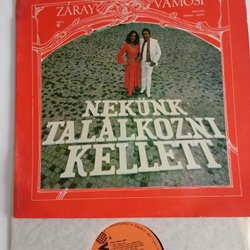 ZÁRAY VÁMOSI
NEKÜNK
TALÁLKOZNI
KELLETT